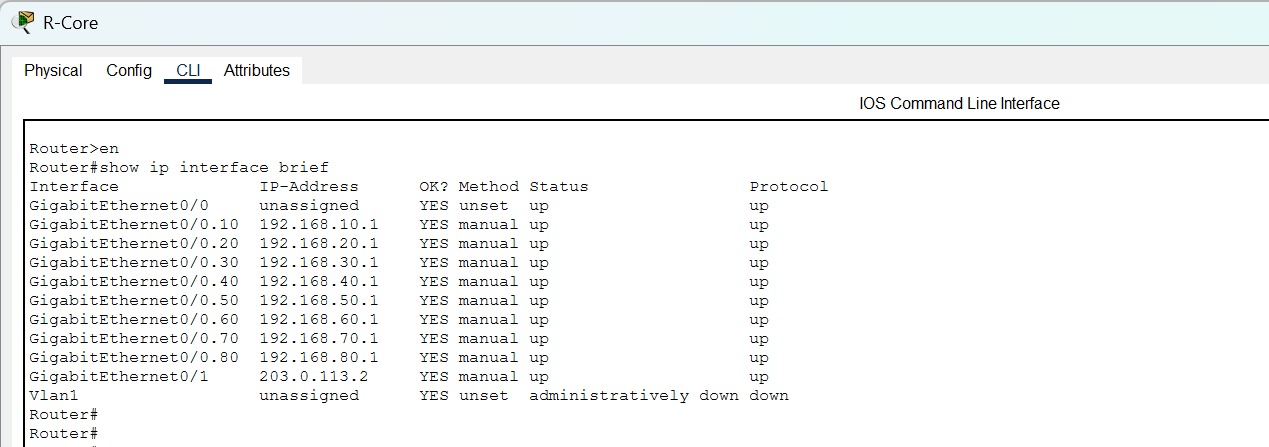 R-Core
Physical Config CLI Attributes
IOS Command Line Interface
Router>en
Router#show ip interface brief
Interface              IP-Address      OK? Method Status                Protocol
GigabitEthernet0/0     unassigned      YES unset  up                    up
GigabitEthernet0/0.10  192.168.10.1    YES manual up                    up
GigabitEthernet0/0.20  192.168.20.1    YES manual up                    up
GigabitEthernet0/0.30  192.168.30.1    YES manual up                    up
GigabitEthernet0/0.40  192.168.40.1    YES manual up                    up
GigabitEthernet0/0.50  192.168.50.1    YES manual up                    up
GigabitEthernet0/0.60  192.168.60.1    YES manual up                    up
GigabitEthernet0/0.70  192.168.70.1    YES manual up                    up
GigabitEthernet0/0.80  192.168.80.1    YES manual up                    up
GigabitEthernet0/1     203.0.113.2     YES manual up                    up
Vlan1                  unassigned      YES unset  administratively down down
Router#
Router#